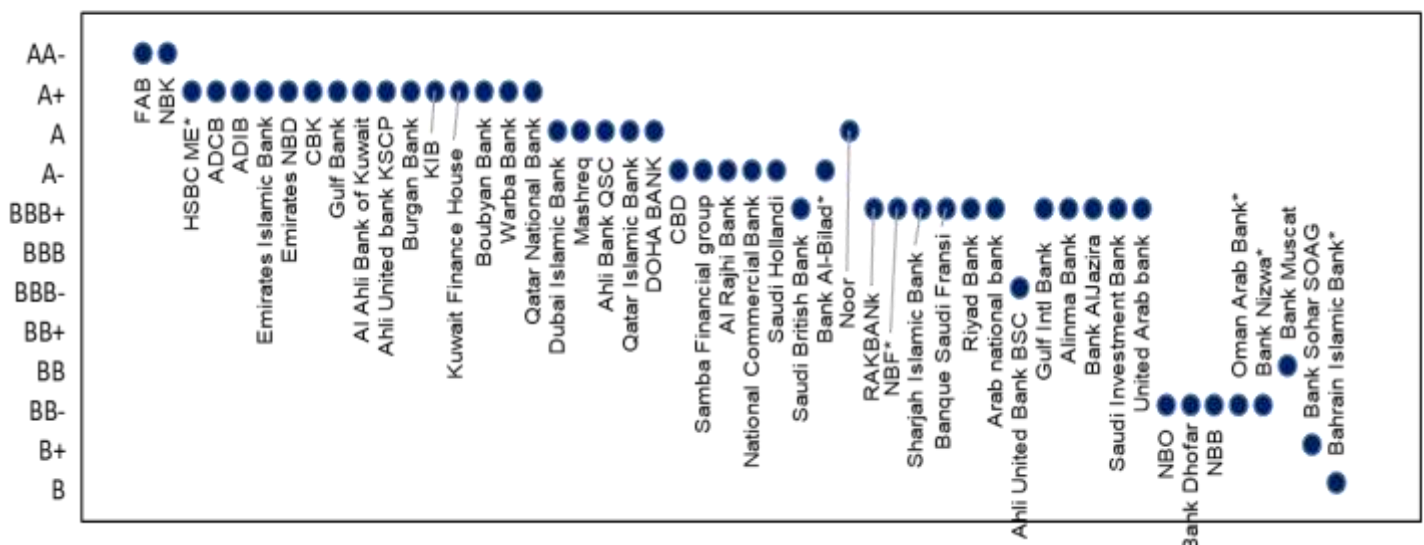 AA-
A+
A
A-
BBB+
BBB
BBB-
BB+
BB
BB-
B+
B
FAB
NBK
HSBC ME*
ADCB
ADIB
Emirates Islamic Bank
Emirates NBD
CBK
Gulf Bank
Al Ahli Bank of Kuwait
Ahli United bank KSCP
Burgan Bank
KIB
Kuwait Finance House
Boubyan Bank
Warba Bank
Qatar National Bank
Dubai Islamic Bank
Mashreq
Ahli Bank QSC
Qatar Islamic Bank
DOHA BANK
CBD
Samba Financial group
Al Rajhi Bank
National Commercial Bank
Saudi Hollandi
Saudi British Bank
Bank Al-Bilad*
Noor
RAKBANk
NBF*
Sharjah Islamic Bank
Banque Saudi Fransi
Riyad Bank
Arab national bank
Ahli United Bank BSC
Gulf Intl Bank
Alinma Bank
Bank AlJazira
Saudi Investment Bank
United Arab bank
NBO
Bank Dhofar
NBB
Oman Arab Bank*
Bank Nizwa*
Bank Muscat
Bank Sohar SOAG
Bahrain Islamic Bank*